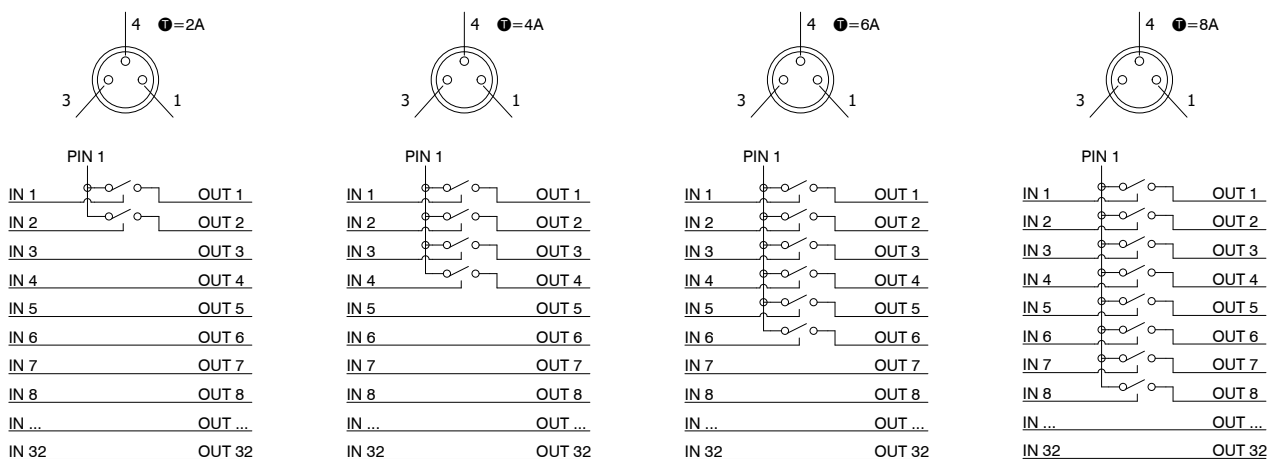 4 🅣=2A
3 1
PIN 1
IN 1 OUT 1
IN 2 OUT 2
IN 3 OUT 3
IN 4 OUT 4
IN 5 OUT 5
IN 6 OUT 6
IN 7 OUT 7
IN 8 OUT 8
IN ... OUT ...
IN 32 OUT 32
4 🅣=4A
3 1
PIN 1
IN 1 OUT 1
IN 2 OUT 2
IN 3 OUT 3
IN 4 OUT 4
IN 5 OUT 5
IN 6 OUT 6
IN 7 OUT 7
IN 8 OUT 8
IN ... OUT ...
IN 32 OUT 32
4 🅣=6A
3 1
PIN 1
IN 1 OUT 1
IN 2 OUT 2
IN 3 OUT 3
IN 4 OUT 4
IN 5 OUT 5
IN 6 OUT 6
IN 7 OUT 7
IN 8 OUT 8
IN ... OUT ...
IN 32 OUT 32
4 🅣=8A
3 1
PIN 1
IN 1 OUT 1
IN 2 OUT 2
IN 3 OUT 3
IN 4 OUT 4
IN 5 OUT 5
IN 6 OUT 6
IN 7 OUT 7
IN 8 OUT 8
IN ... OUT ...
IN 32 OUT 32